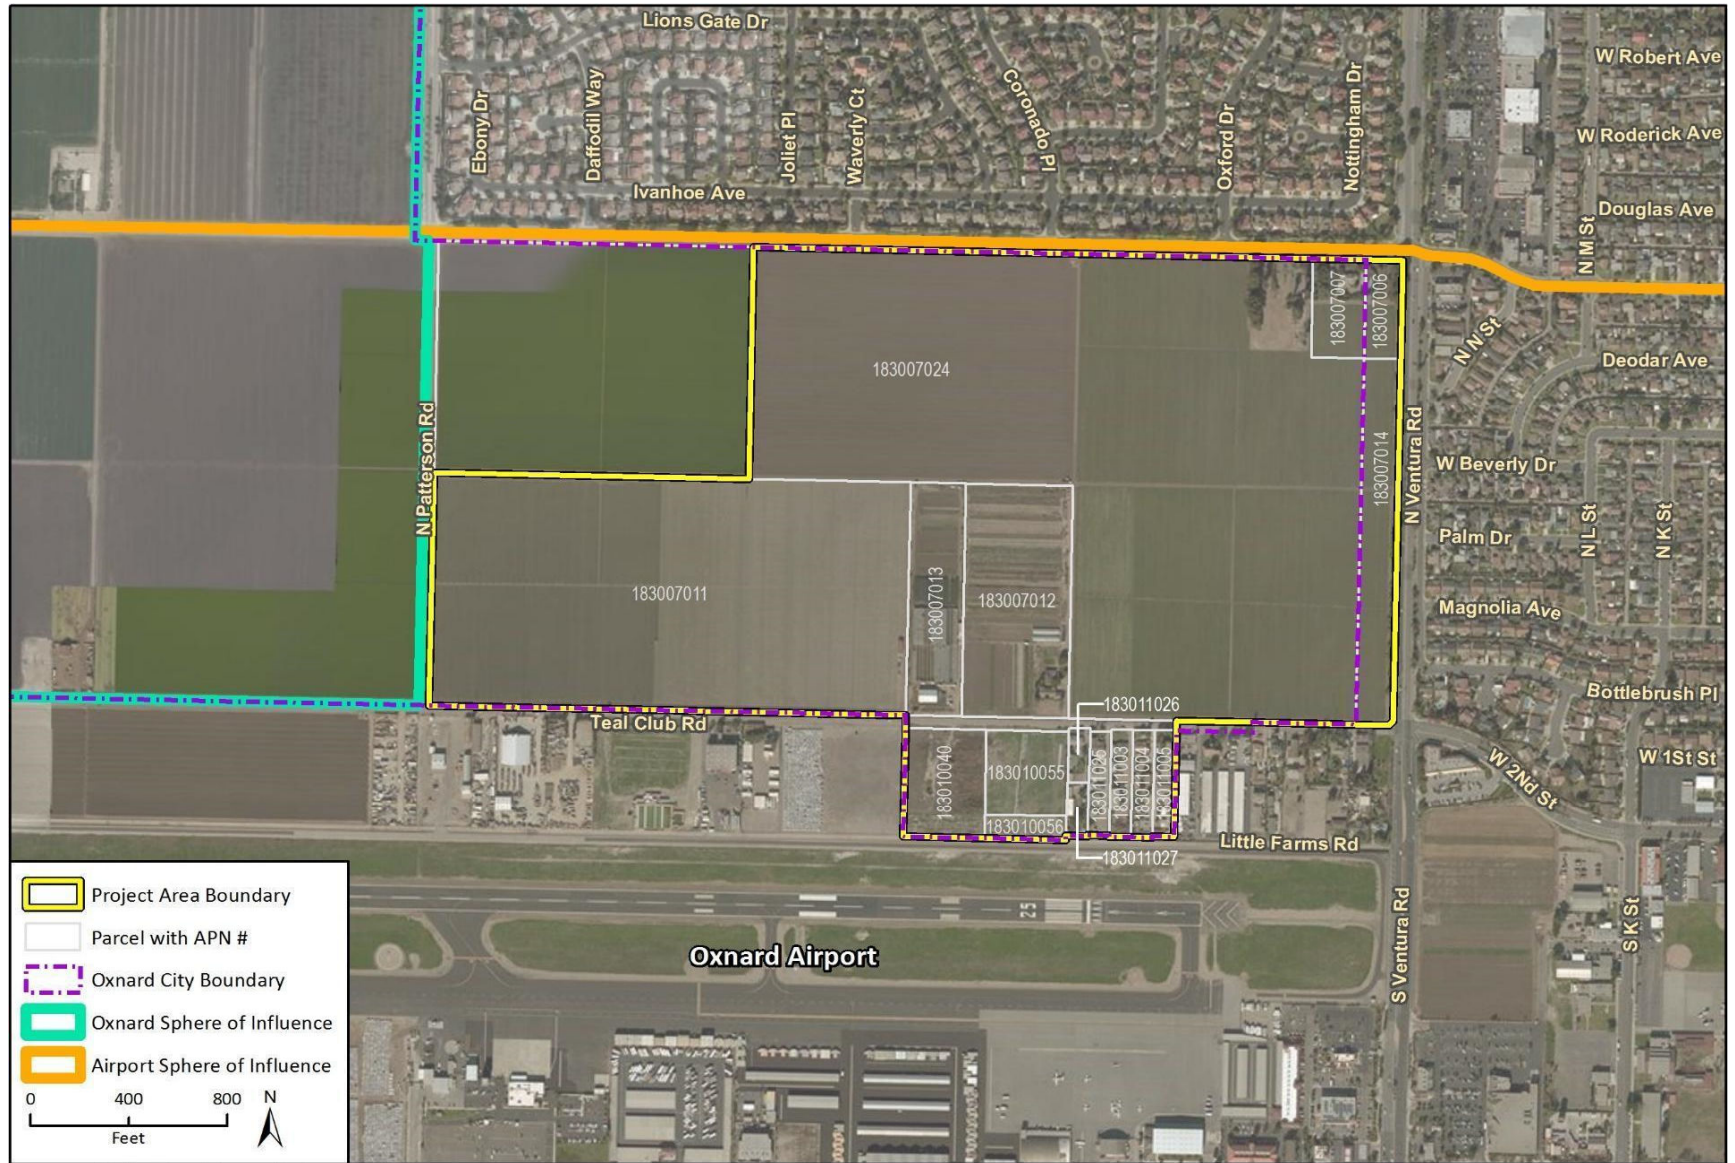 Lions Gate Dr
W Robert Ave
Ebony Dr
Daffodil Way
Joliet Pl
Waverly Ct
Coronado Pl
Oxford Dr
Nottingham Dr
W Roderick Ave
Ivanhoe Ave
Douglas Ave
N M St
183007007
183007006
N N St
Deodar Ave
183007024
N Patterson Rd
183007014
N Ventura Rd
W Beverly Dr
N L St
N K St
Palm Dr
183007011
183007013
183007012
Magnolia Ave
Bottlebrush Pl
183011026
Teal Club Rd
W 1St St
W 2Nd St
183010040
183010055
183011025
183011003
183011004
183011005
183010056
183011027
Little Farms Rd
25
Oxnard Airport
S Ventura Rd
S K St
Project Area Boundary
Parcel with APN #
Oxnard City Boundary
Oxnard Sphere of Influence
Airport Sphere of Influence
0 400 800 N
Feet